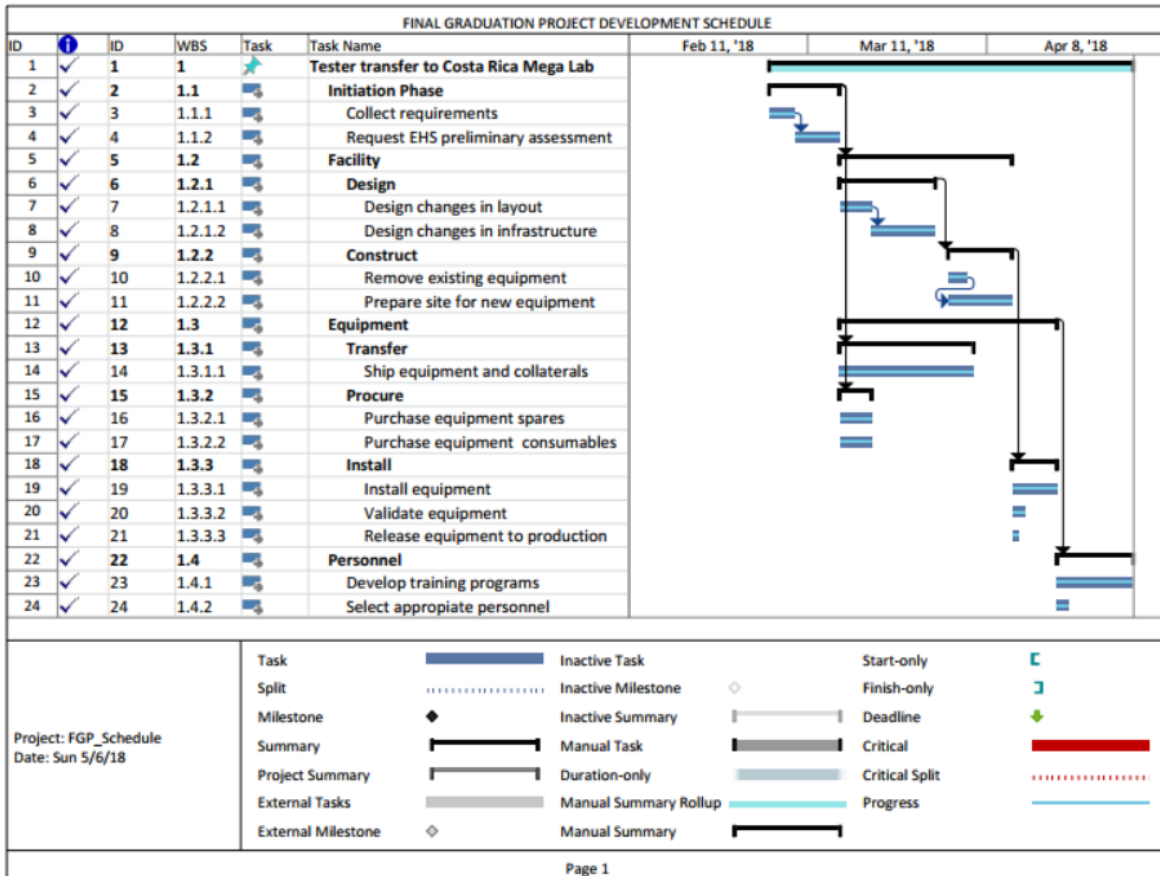 FINAL GRADUATION PROJECT DEVELOPMENT SCHEDULE
ID i ID WBS Task Task Name Feb 11, '18 Mar 11, '18 Apr 8, '18
1 1 1 Tester transfer to Costa Rica Mega Lab
2 2 1.1 Initiation Phase
3 3 1.1.1 Collect requirements
4 4 1.1.2 Request EHS preliminary assessment
5 5 1.2 Facility
6 6 1.2.1 Design
7 7 1.2.1.1 Design changes in layout
8 8 1.2.1.2 Design changes in infrastructure
9 9 1.2.2 Construct
10 10 1.2.2.1 Remove existing equipment
11 11 1.2.2.2 Prepare site for new equipment
12 12 1.3 Equipment
13 13 1.3.1 Transfer
14 14 1.3.1.1 Ship equipment and collaterals
15 15 1.3.2 Procure
16 16 1.3.2.1 Purchase equipment spares
17 17 1.3.2.2 Purchase equipment consumables
18 18 1.3.3 Install
19 19 1.3.3.1 Install equipment
20 20 1.3.3.2 Validate equipment
21 21 1.3.3.3 Release equipment to production
22 22 1.4 Personnel
23 23 1.4.1 Develop training programs
24 24 1.4.2 Select appropiate personnel
Project: FGP_Schedule
Date: Sun 5/6/18
Task Inactive Task Start-only
Split Inactive Milestone Finish-only
Milestone Inactive Summary Deadline
Summary Manual Task Critical
Project Summary Duration-only Critical Split
External Tasks Manual Summary Rollup Progress
External Milestone Manual Summary
Page 1